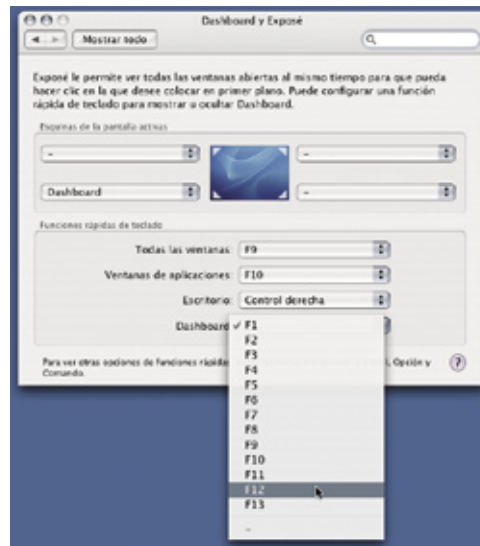 Dashboard y Exposé
Mostrar todo
Exposé le permite ver todas las ventanas abiertas al mismo tiempo para que pueda
hacer clic en la que desee colocar en primer plano. Puede configurar una función
rápida de teclado para mostrar u ocultar Dashboard.
Esquinas de la pantalla activas
- -
Dashboard -
Funciones rápidas de teclado
Todas las ventanas: F9
Ventanas de aplicaciones: F10
Escritorio: Control derecha
Dashboard ✓ F1
F2
F3
F4
F5
F6
F7
F8
F9
F10
F11
F12
F13
-
Para ver otras opciones de funciones rápidas , Opción y ?
Comando.